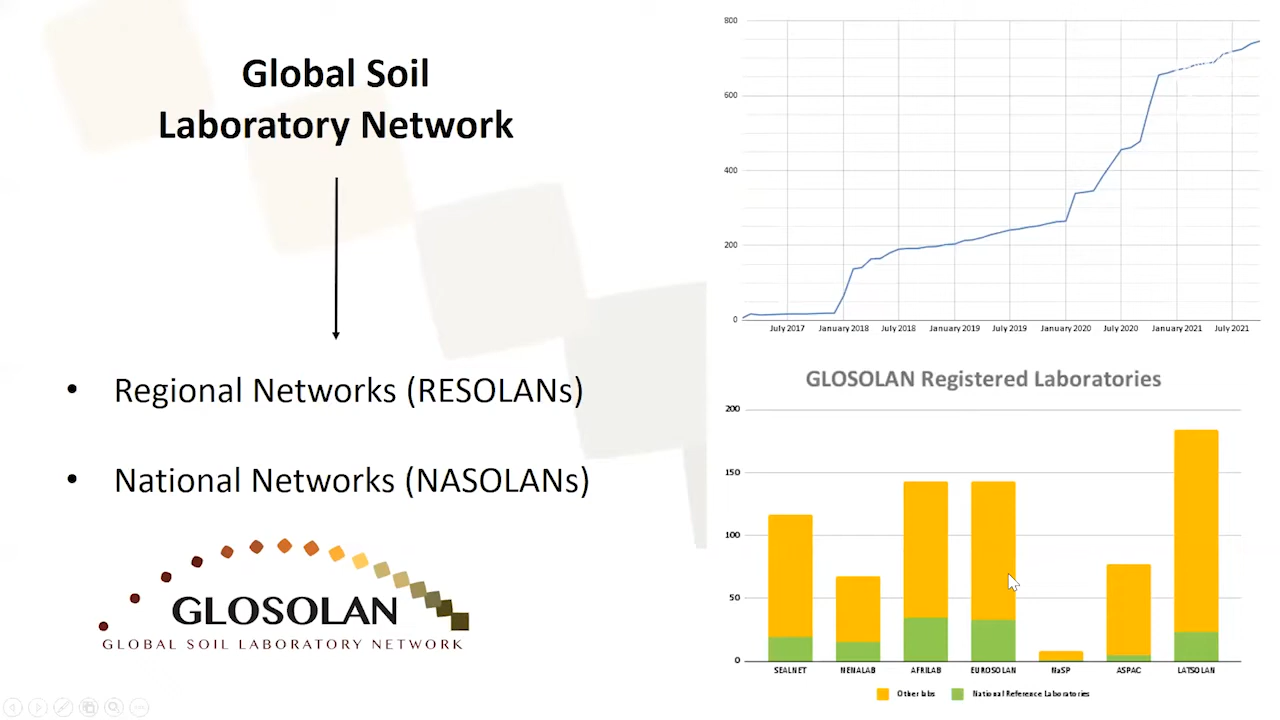 Global Soil
Laboratory Network
• Regional Networks (RESOLANs)
• National Networks (NASOLANs)
GLOSOLAN
GLOBAL SOIL LABORATORY NETWORK
800
600
400
200
0
July 2017 January 2018 July 2018 January 2019 July 2019 January 2020 July 2020 January 2021 July 2021
GLOSOLAN Registered Laboratories
200
150
100
50
0
SEALNET NENALAB AFRILAB EUROSOLAN NaSP ASPAC LATSOLAN
Other labs National Reference Laboratories